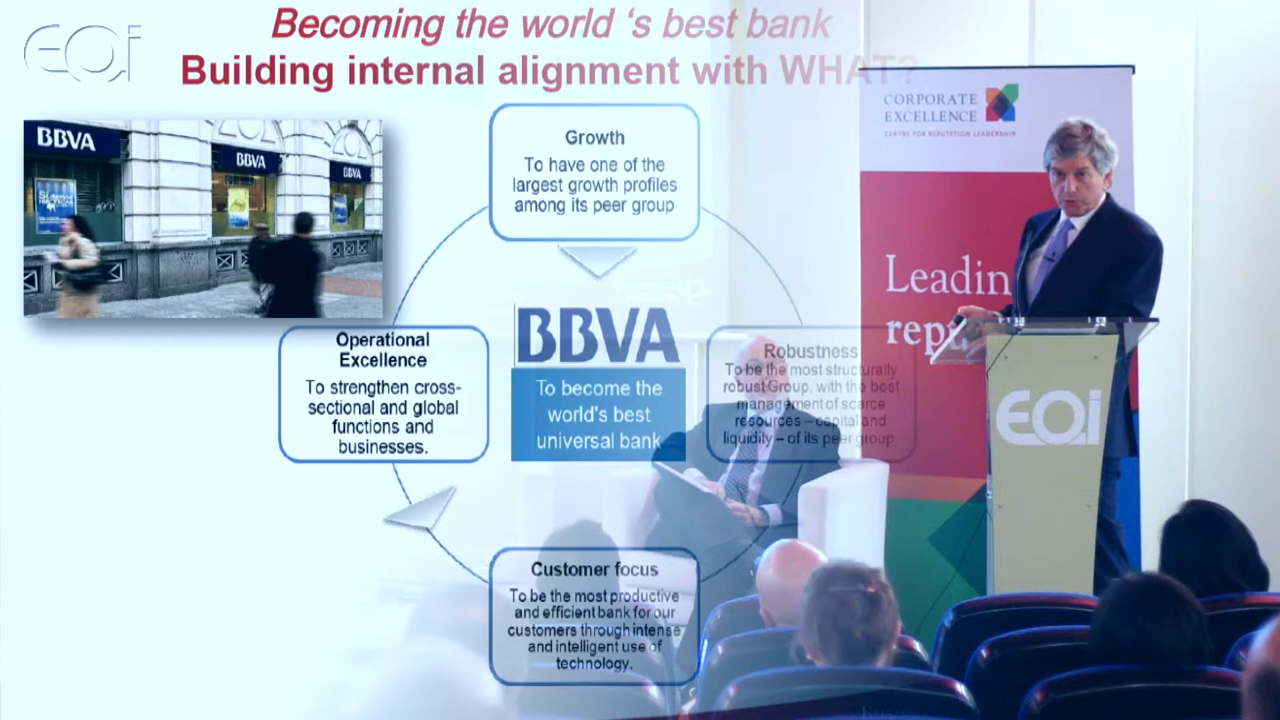 EOi
Becoming the world ‘s best bank
Building internal alignment with WHAT?
BBVA
BBVA
BBVA
Growth
To have one of the
largest growth profiles
among its peer group
Operational
Excellence
To strengthen cross-
sectional and global
functions and
businesses.
BBVA
To become the
world's best
universal bank
Robustness
To be the most structurally
robust Group, with the best
management of scarce
resources – capital and
liquidity – of its peer group
Customer focus
To be the most productive
and efficient bank for our
customers through intense
and intelligent use of
technology.
CORPORATE
EXCELLENCE
CENTRE FOR REPUTATION LEADERSHIP
Leadin
repu
EOi